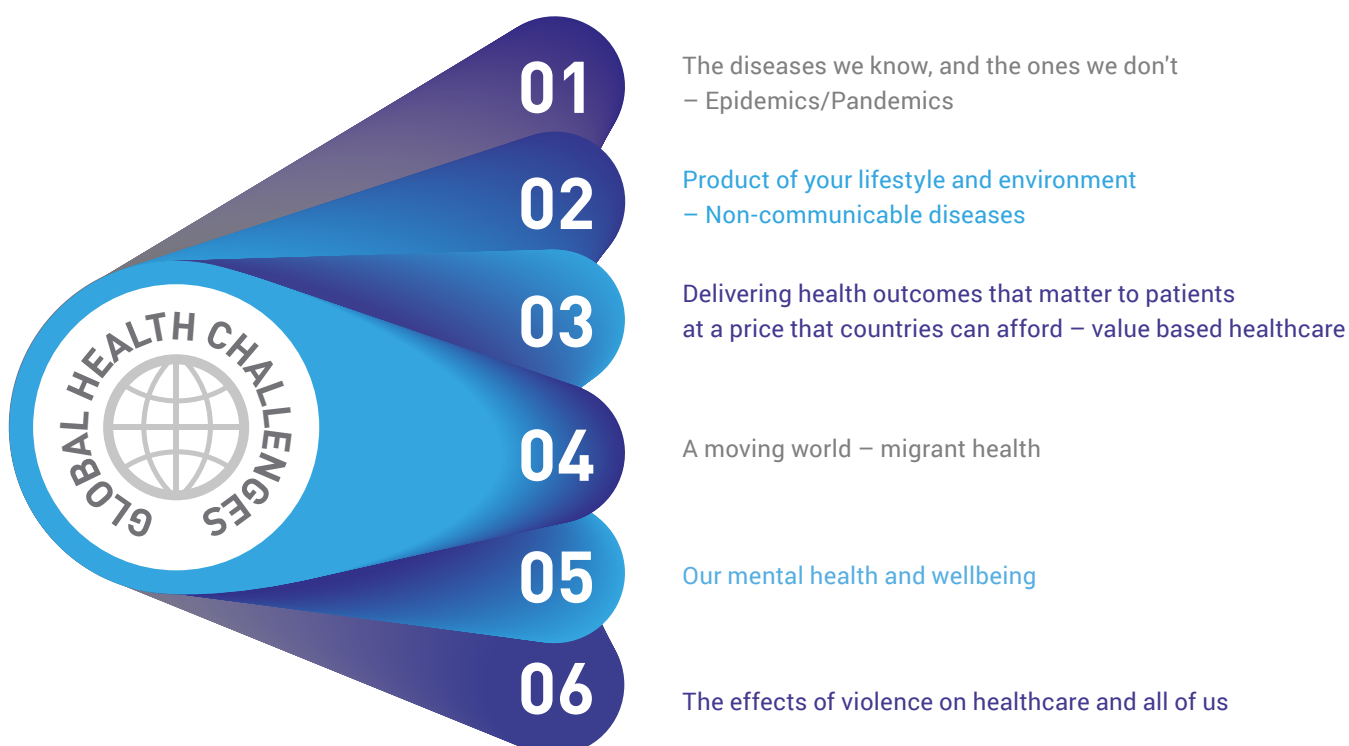 GLOBAL HEALTH CHALLENGES
01
The diseases we know, and the ones we don't
– Epidemics/Pandemics
02
Product of your lifestyle and environment
– Non-communicable diseases
03
Delivering health outcomes that matter to patients
at a price that countries can afford – value based healthcare
04
A moving world – migrant health
05
Our mental health and wellbeing
06
The effects of violence on healthcare and all of us